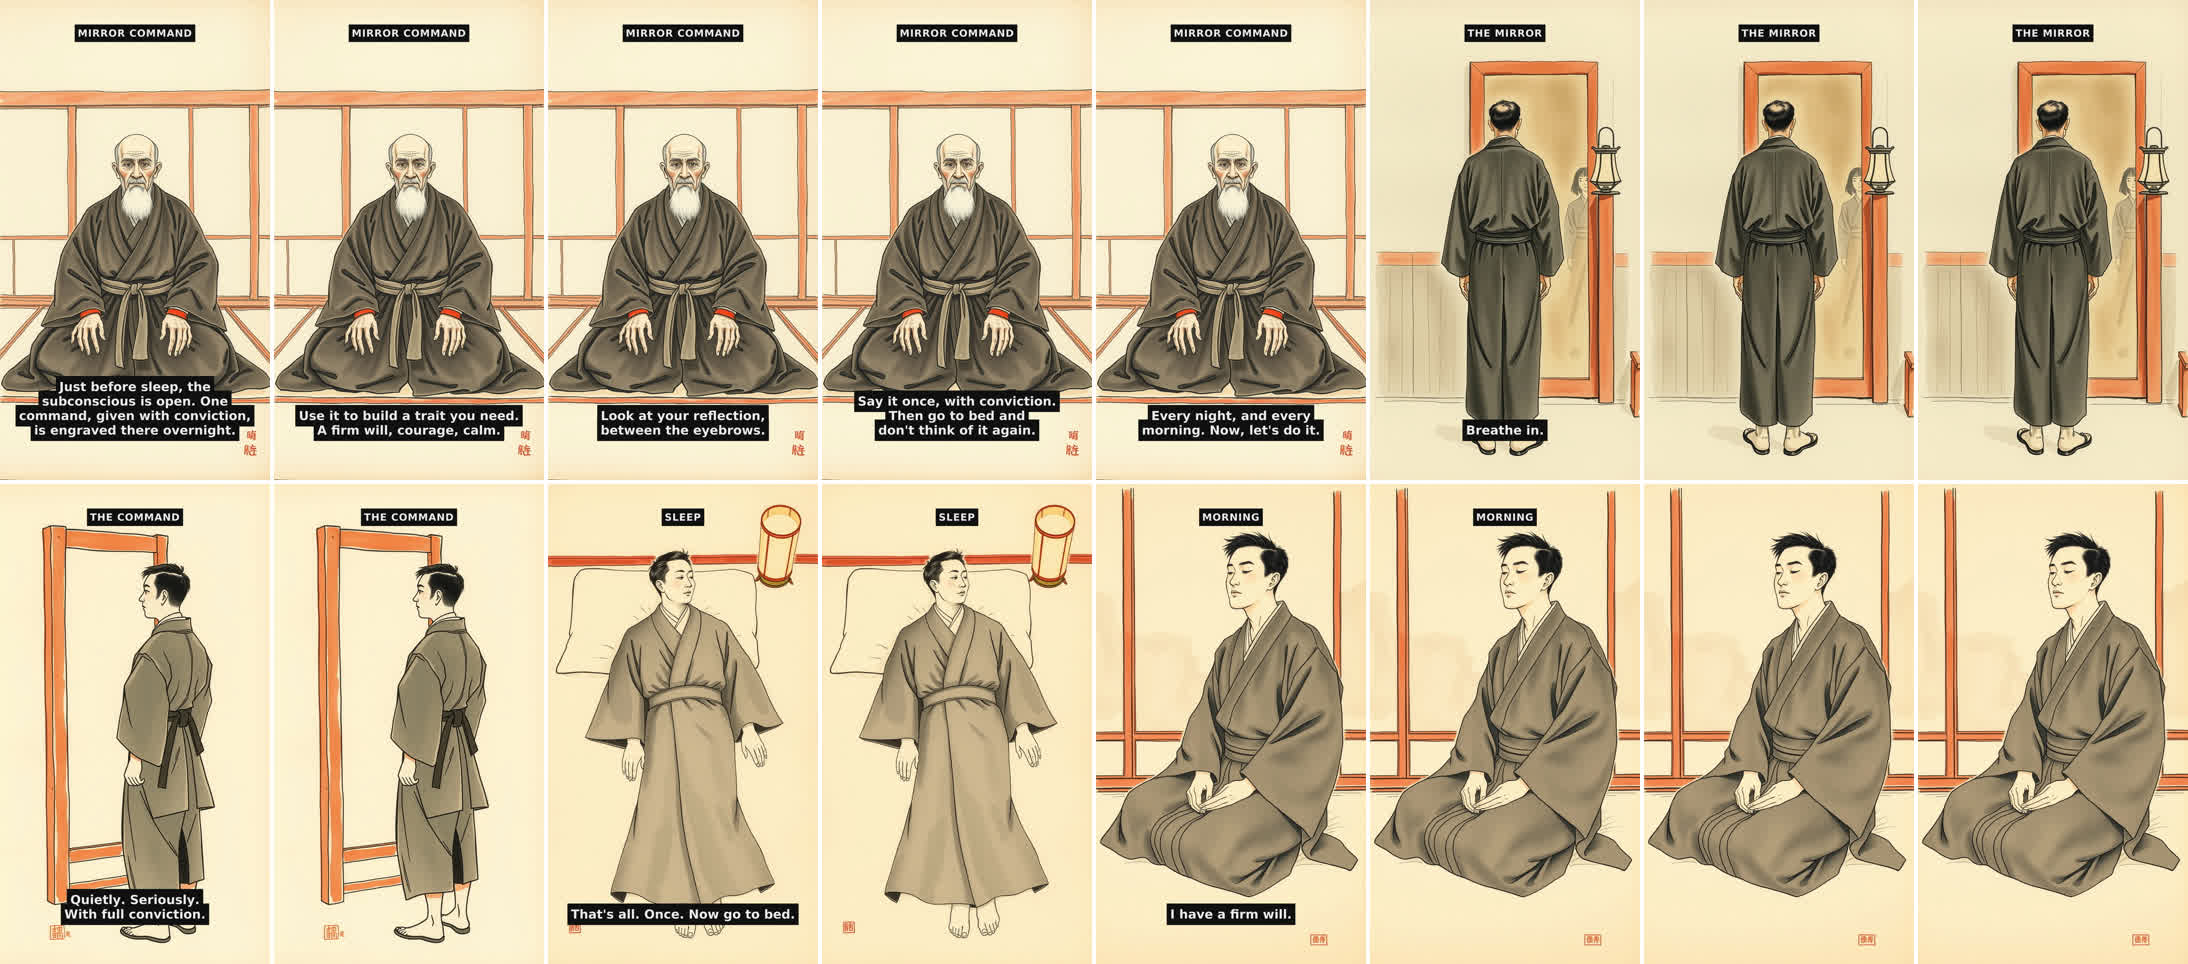 MIRROR COMMAND
Just before sleep, the
subconscious is open. One
command, given with conviction,
is engraved there overnight.
MIRROR COMMAND
Use it to build a trait you need.
A firm will, courage, calm.
MIRROR COMMAND
Look at your reflection,
between the eyebrows.
MIRROR COMMAND
Say it once, with conviction.
Then go to bed and
don't think of it again.
MIRROR COMMAND
Every night, and every
morning. Now, let's do it.
THE MIRROR
Breathe in.
THE MIRROR
THE MIRROR
THE COMMAND
Quietly. Seriously.
With full conviction.
THE COMMAND
SLEEP
That's all. Once. Now go to bed.
SLEEP
MORNING
I have a firm will.
MORNING